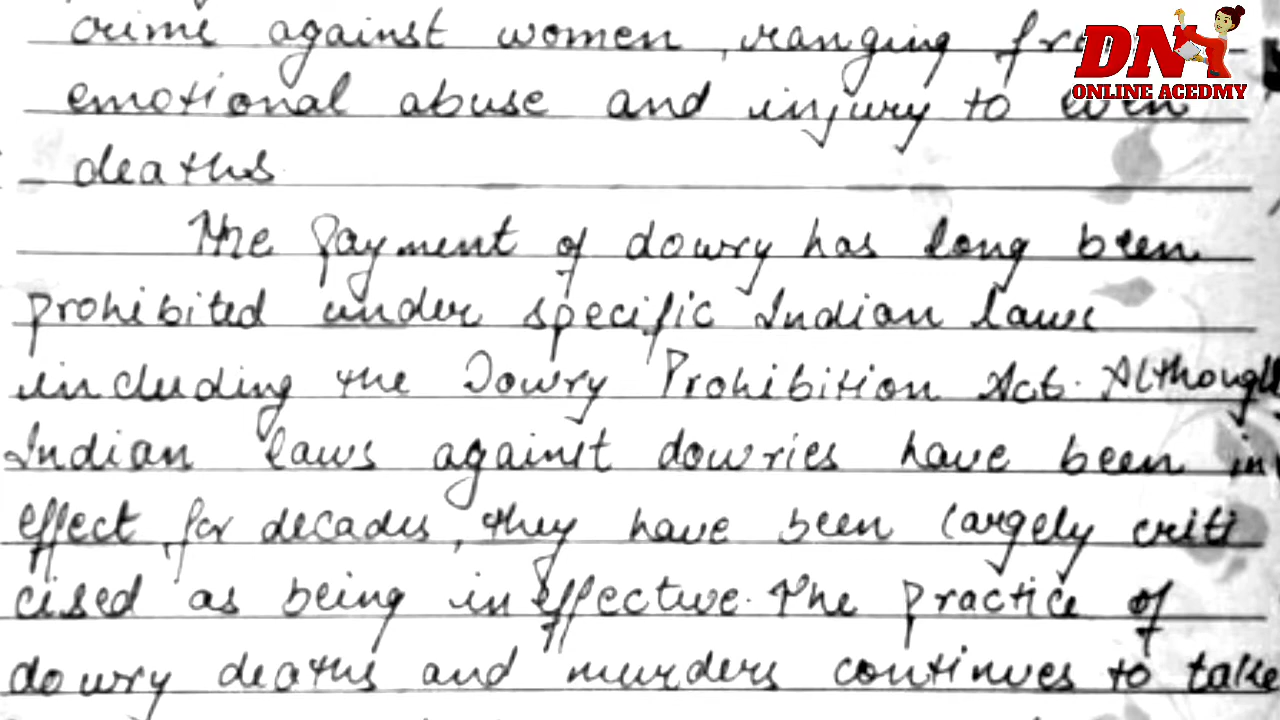 crime against women, ranging fr
emotional abuse and injury to even
deaths
The payment of dowry has long been
prohibited under specific Indian laws
including the Dowry Prohibition Act. Although
Indian laws against dowries have been in
effect for decades, they have been largely criti
cised as being ineffective. The practice of
dowry deaths and murders continues to take
DN
ONLINE ACEDMY